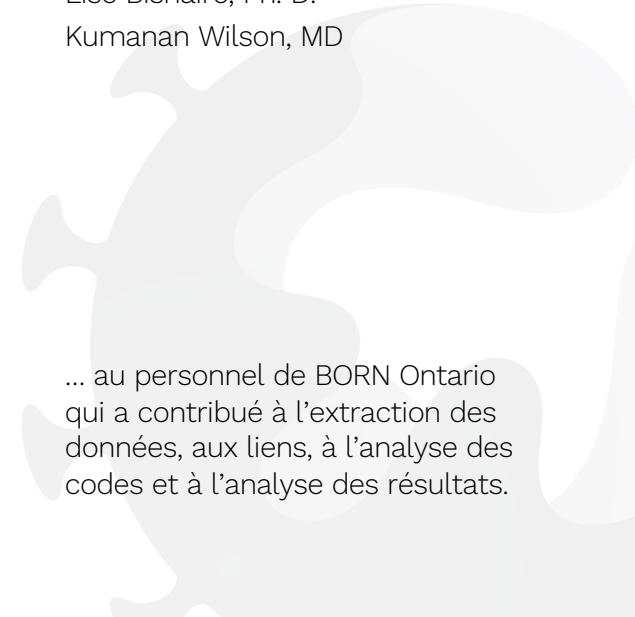 Kumanan Wilson, MD
... au personnel de BORN Ontario
qui a contribué à l’extraction des
données, aux liens, à l’analyse des
codes et à l’analyse des résultats.